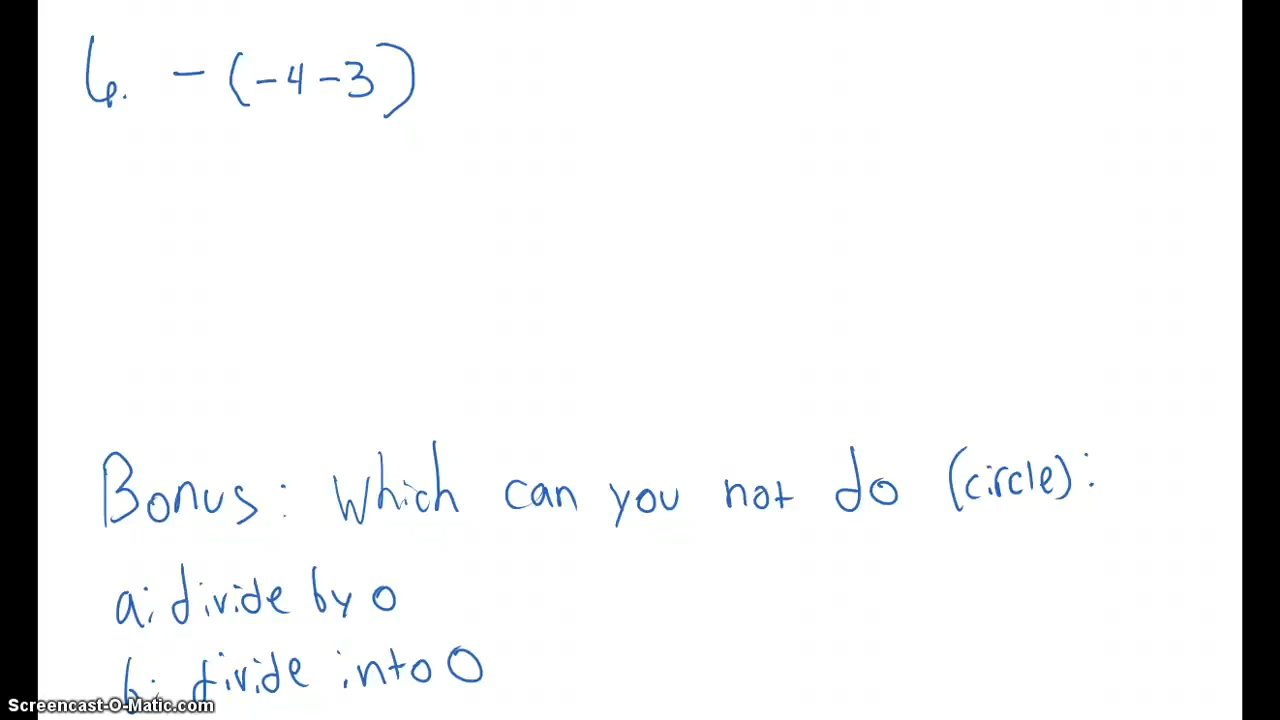 6. - (-4-3)
Bonus: Which can you not do (circle):
a: divide by 0
b: divide into 0
Screencast-O-Matic.com